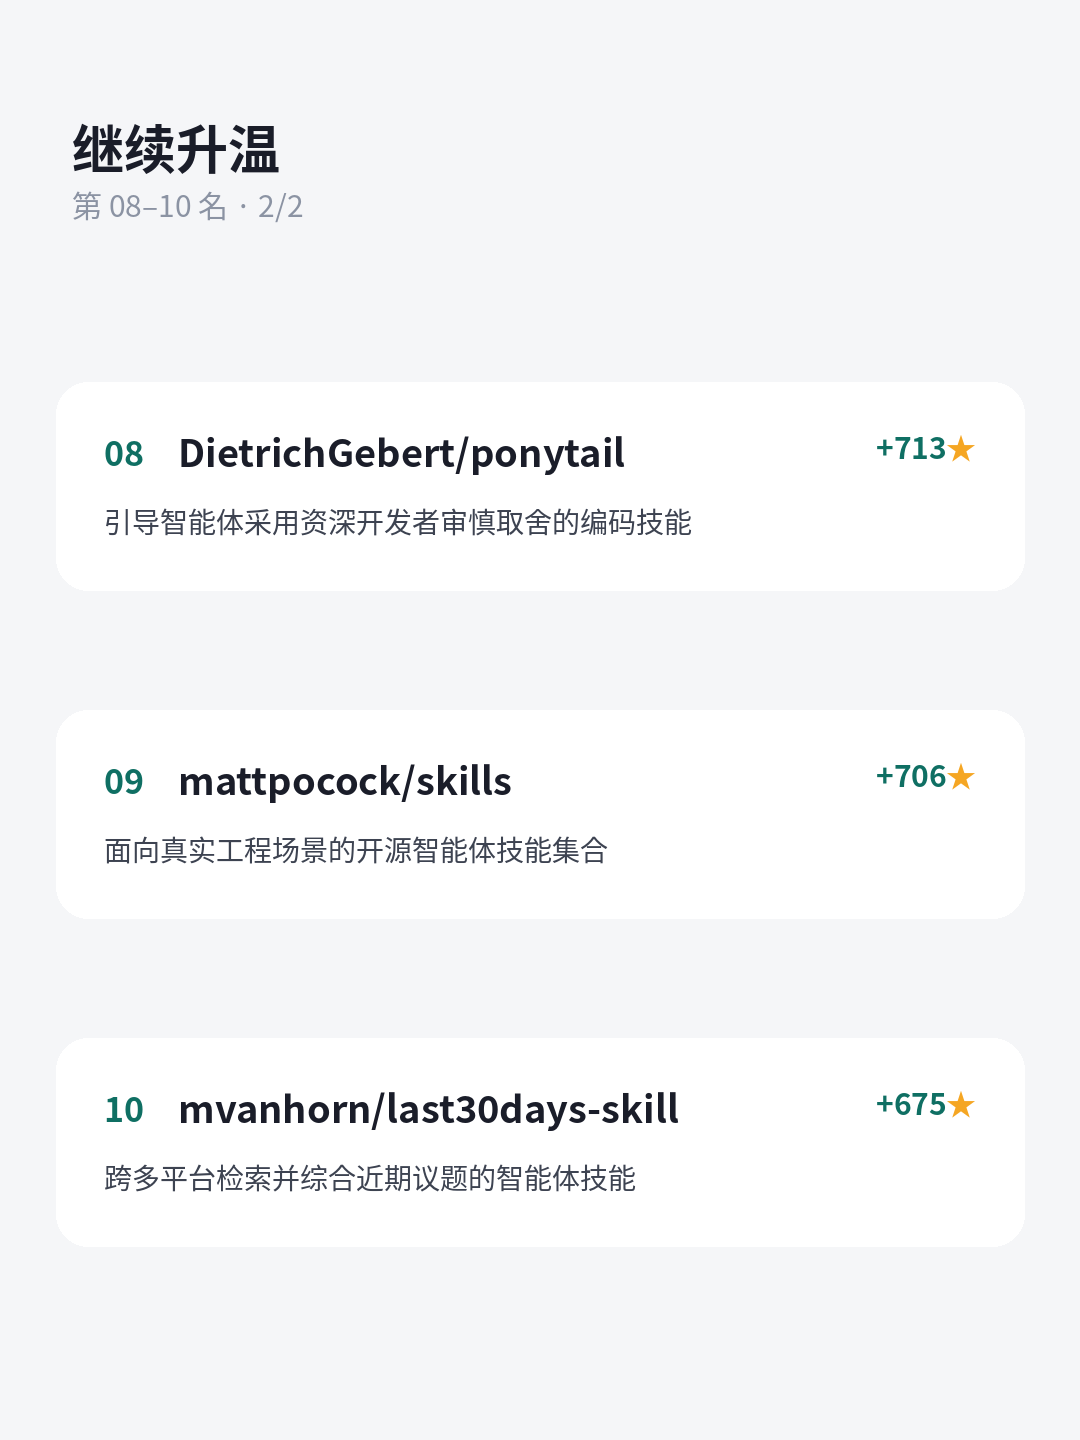 继续升温
第 08–10 名 · 2/2
08 DietrichGebert/ponytail +713★
引导智能体采用资深开发者审慎取舍的编码技能
09 mattpocock/skills +706★
面向真实工程场景的开源智能体技能集合
10 mvanhorn/last30days-skill +675★
跨多平台检索并综合近期议题的智能体技能